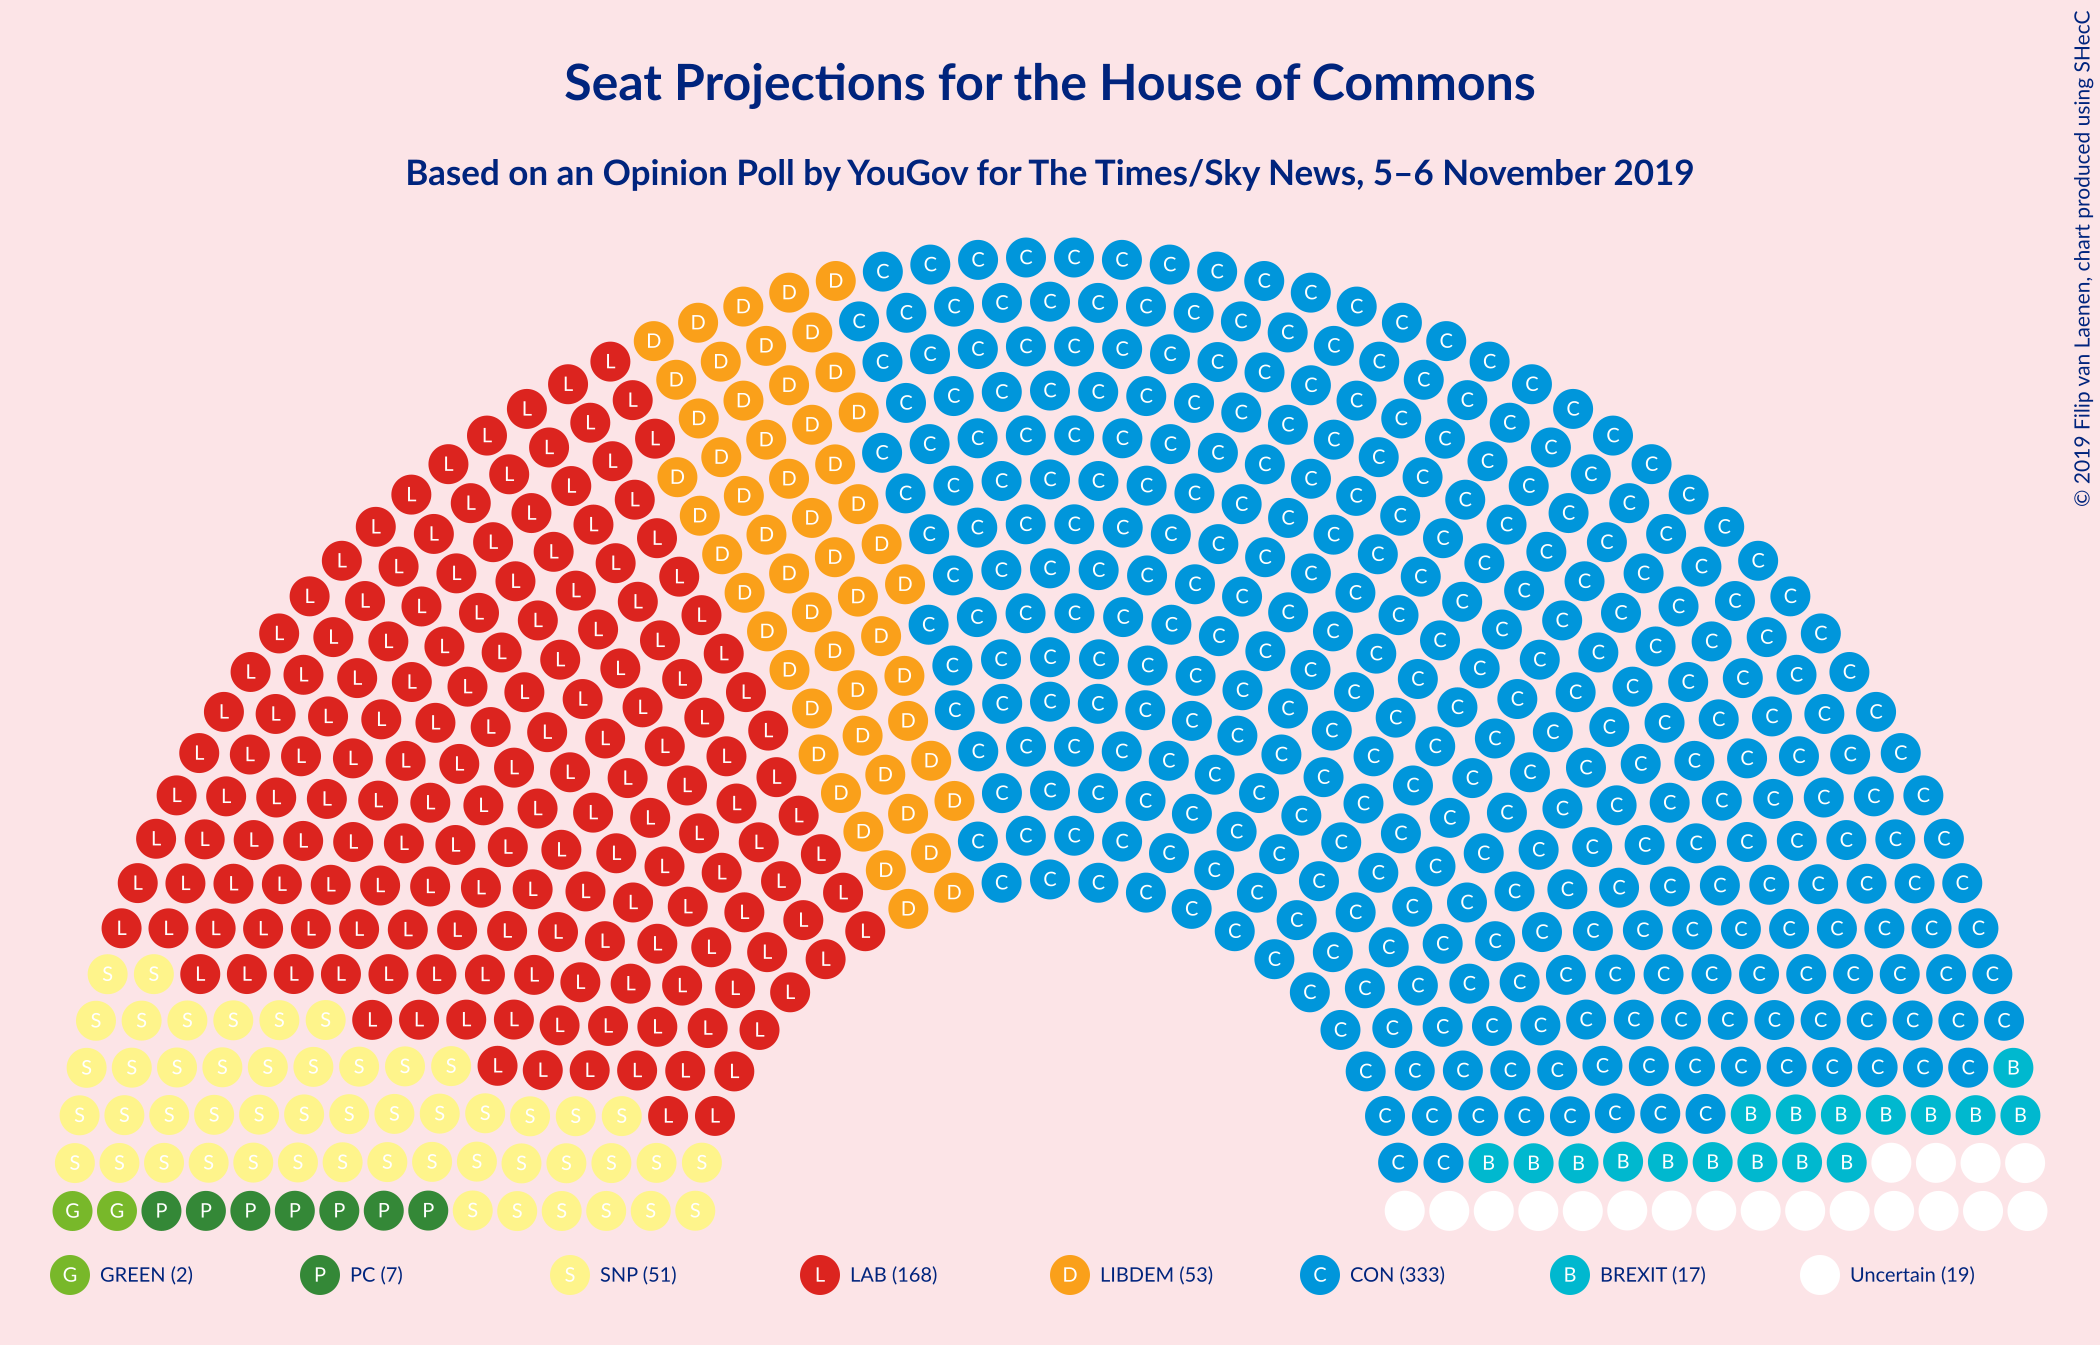 Seat Projections for the House of Commons
Based on an Opinion Poll by YouGov for The Times/Sky News, 5–6 November 2019
© 2019 Filip van Laenen, chart produced using SHecC
G GREEN (2)
P PC (7)
S SNP (51)
L LAB (168)
D LIBDEM (53)
C CON (333)
B BREXIT (17)
Uncertain (19)